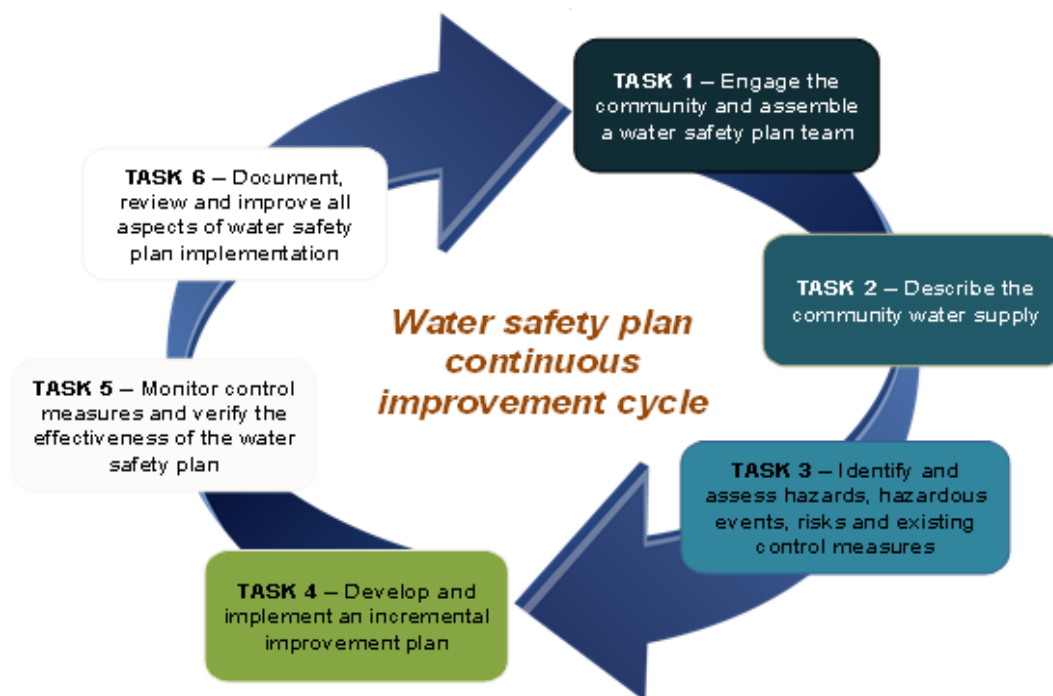 TASK 1 – Engage the
community and assemble
a water safety plan team
TASK 2 – Describe the
community water supply
TASK 3 – Identify and
assess hazards, hazardous
events, risks and existing
control measures
TASK 4 – Develop and
implement an incremental
improvement plan
TASK 5 – Monitor control
measures and verify the
effectiveness of the water
safety plan
TASK 6 – Document,
review and improve all
aspects of water safety
plan implementation
Water safety plan
continuous
improvement cycle